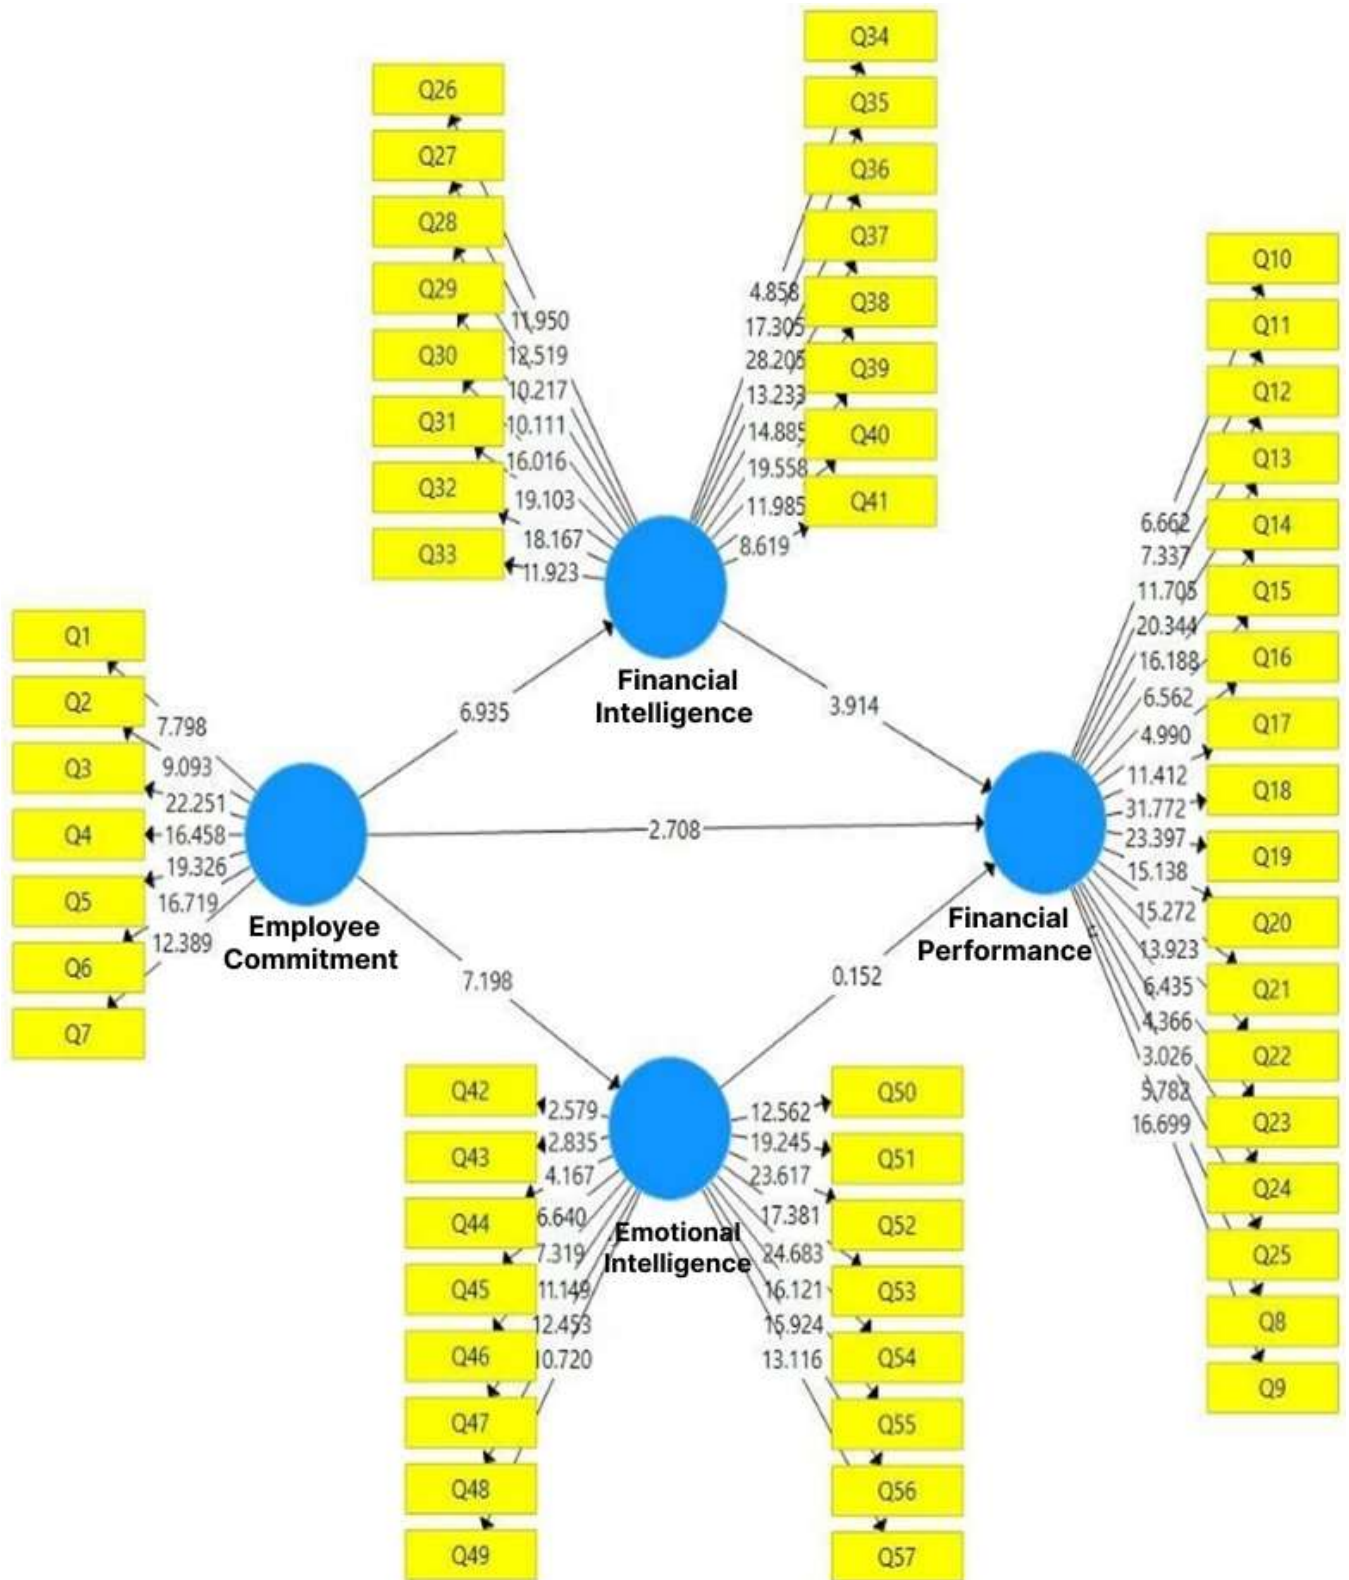 Q34
Q26
Q35
Q27
Q36
Q28
Q37
Q29
Q38
Q30
Q39
Q31
Q40
Q32
Q41
Q33
11.950
12.519
10.217
10.111
16.016
19.103
18.167
11.923
4.858
17.305
28.205
13.233
14.885
19.558
11.985
8.619
Financial
Intelligence
Q1
Q2
Q3
Q4
Q5
Q6
Q7
7.798
9.093
22.251
16.458
19.326
16.719
12.389
Employee
Commitment
6.935
3.914
2.708
7.198
0.152
Financial
Performance
Q10
Q11
Q12
Q13
Q14
Q15
Q16
Q17
Q18
Q19
Q20
Q21
Q22
Q23
Q24
Q25
Q8
Q9
6.662
7.337
11.705
20.344
16.188
6.562
4.990
11.412
31.772
23.397
15.138
15.272
13.923
6.435
4.366
3.026
5.782
16.699
Q42
Q43
Q44
Q45
Q46
Q47
Q48
Q49
2.579
2.835
4.167
6.640
7.319
11.149
12.453
10.720
Emotional
Intelligence
12.562
19.245
23.617
17.381
24.683
16.121
15.924
13.116
Q50
Q51
Q52
Q53
Q54
Q55
Q56
Q57